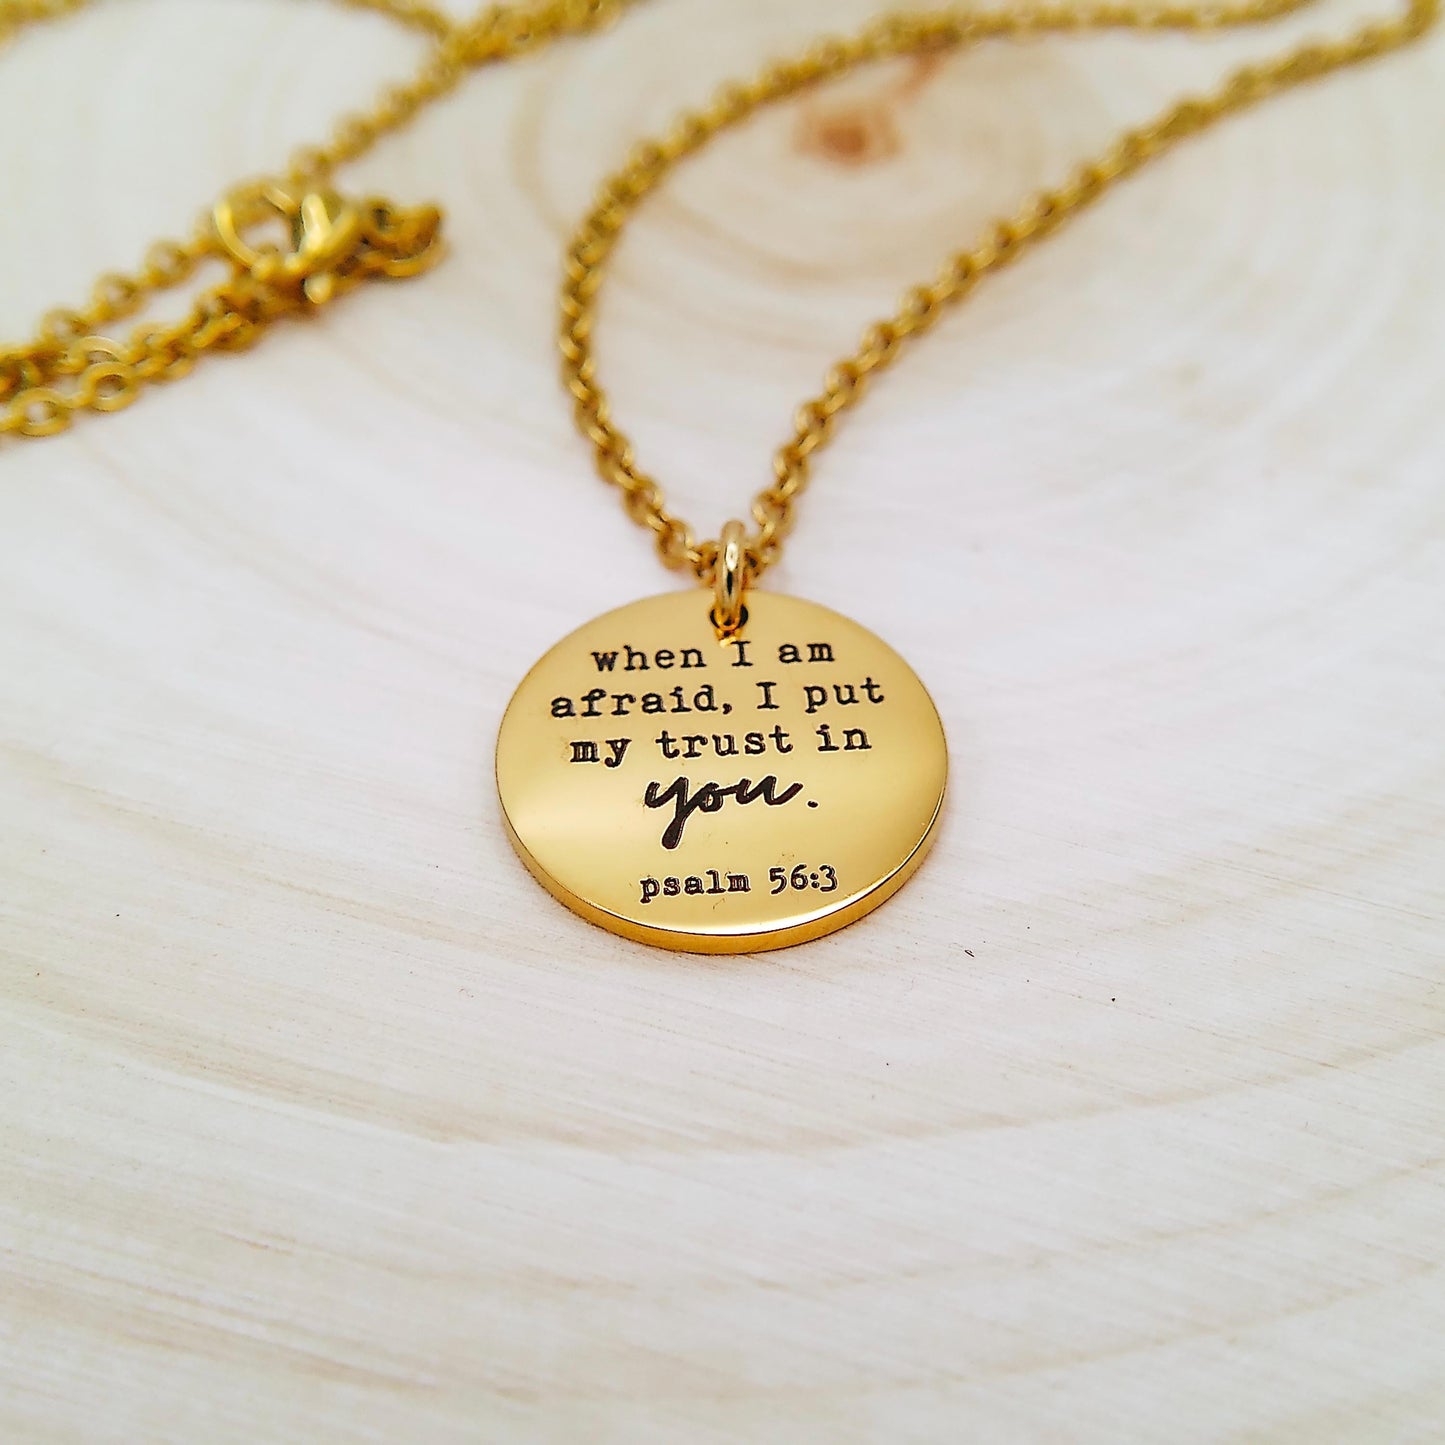 when I am
afraid, I put
my trust in
you.
psalm 56:3